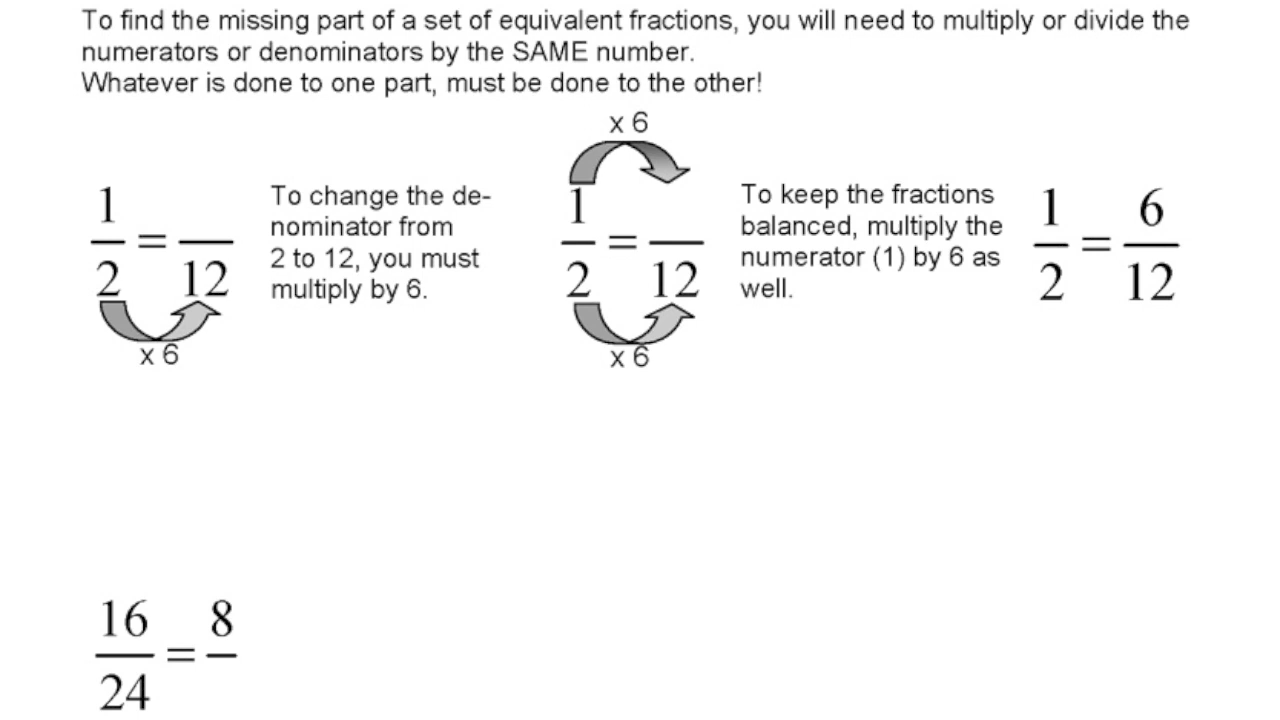 To find the missing part of a set of equivalent fractions, you will need to multiply or divide the
numerators or denominators by the SAME number.
Whatever is done to one part, must be done to the other!
1
2
=
12
x 6
To change the de-
nominator from
2 to 12, you must
multiply by 6.
x 6
1
2
=
12
x 6
To keep the fractions
balanced, multiply the
numerator (1) by 6 as
well.
1
2
=
6
12
16
24
=
8